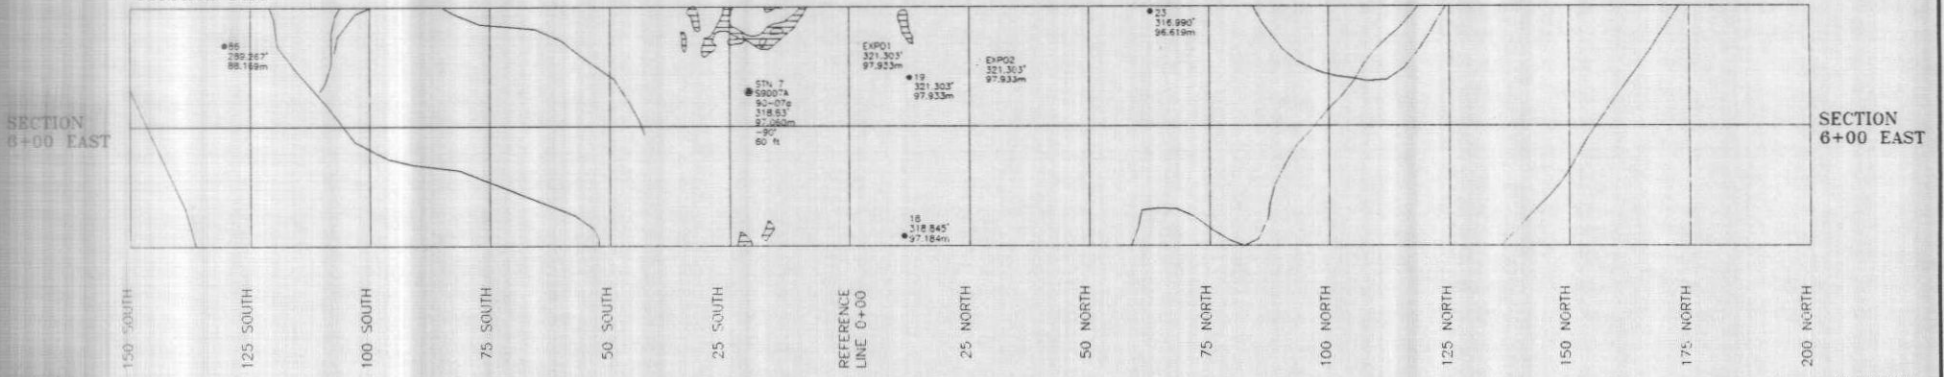 SECTION
6+00 EAST
86
289.267'
88.169m
STN 7
S9007A
90-07a
318.53'
97.060m
-90°
60 ft
EXP01
321.303'
97.933m
19
321.303'
97.933m
EXP02
321.303'
97.933m
18
318.845'
97.184m
23
316.990'
96.619m
SECTION
6+00 EAST
150 SOUTH
125 SOUTH
100 SOUTH
75 SOUTH
50 SOUTH
25 SOUTH
REFERENCE
LINE 0+00
25 NORTH
50 NORTH
75 NORTH
100 NORTH
125 NORTH
150 NORTH
175 NORTH
200 NORTH